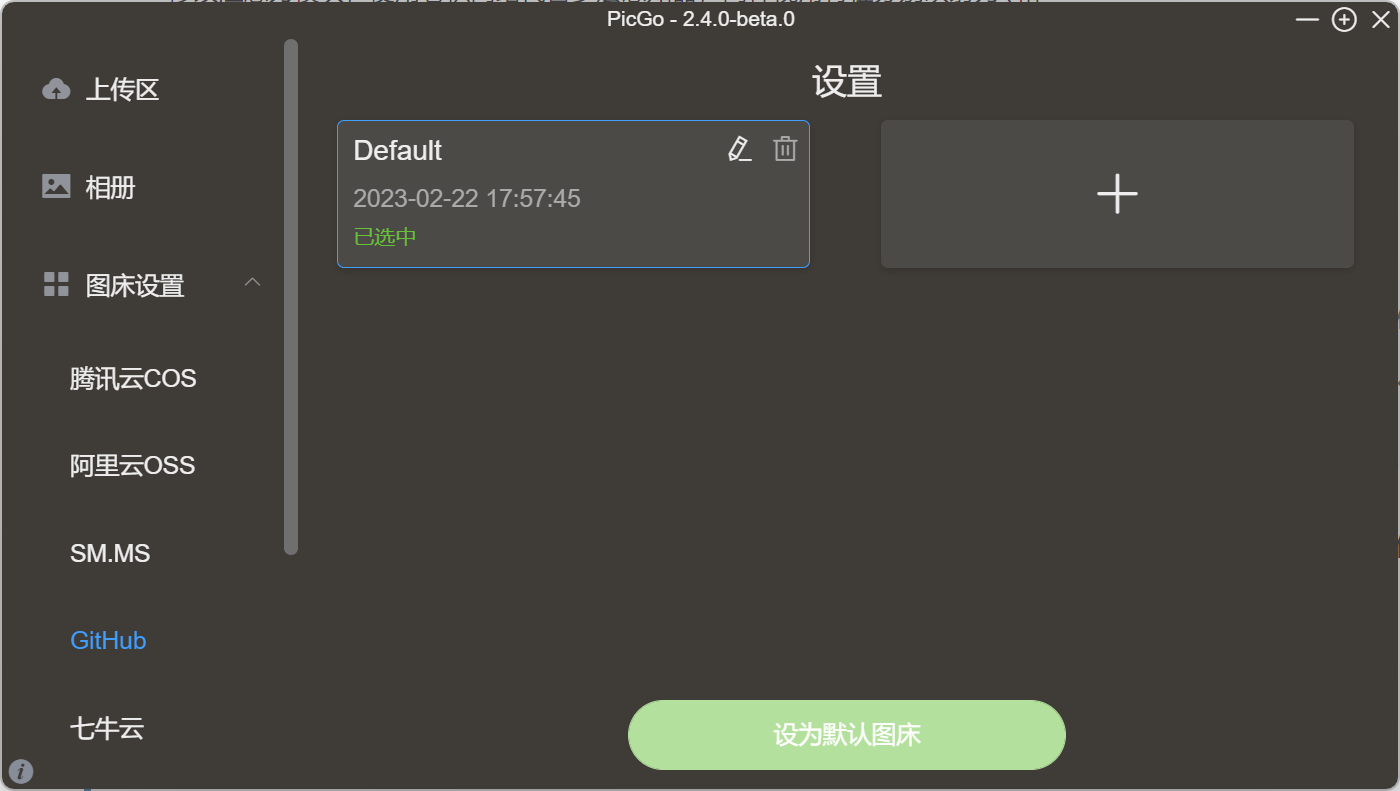 PicGo - 2.4.0-beta.0
上传区
相册
图床设置
腾讯云COS
阿里云OSS
SM.MS
GitHub
七牛云
设置
Default
2023-02-22 17:57:45
已选中
设为默认图床